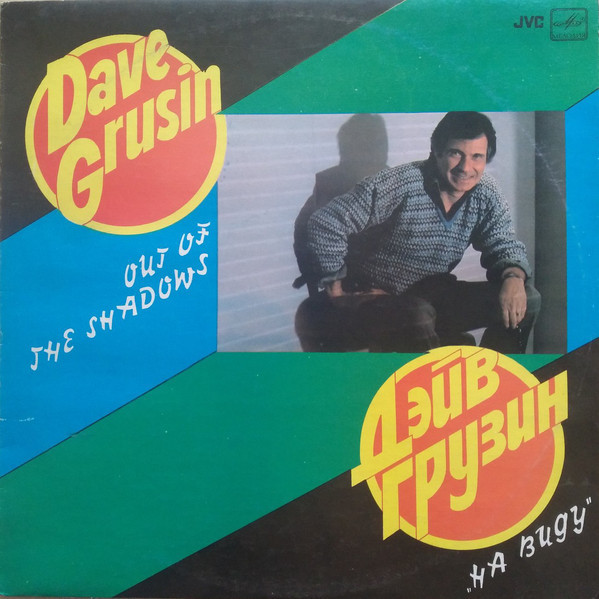 JVC
Dave
Grusin
OUT OF
THE SHADOWS
Дэйв
Грузин
„НА ВИДУ"